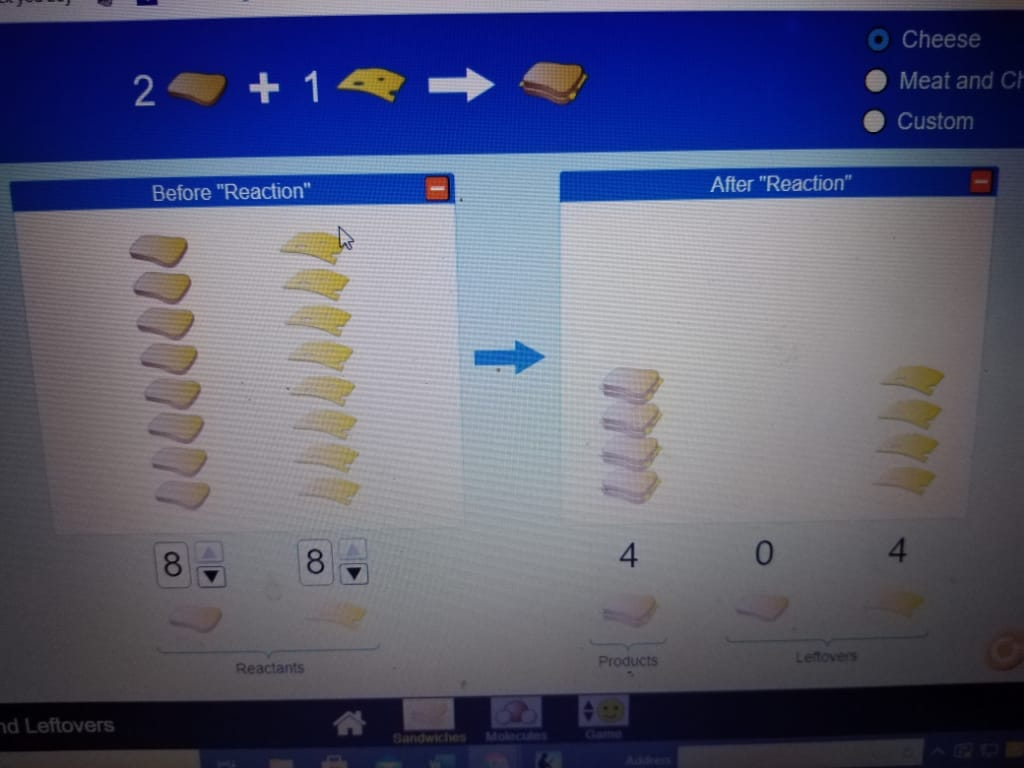 Cheese
2 + 1
Meat and Ch
Custom
Before "Reaction"
After "Reaction"
8 8 4 0 4
Reactants
Products
Leftovers
nd Leftovers
Sandwiches
Molecules
Game
Address